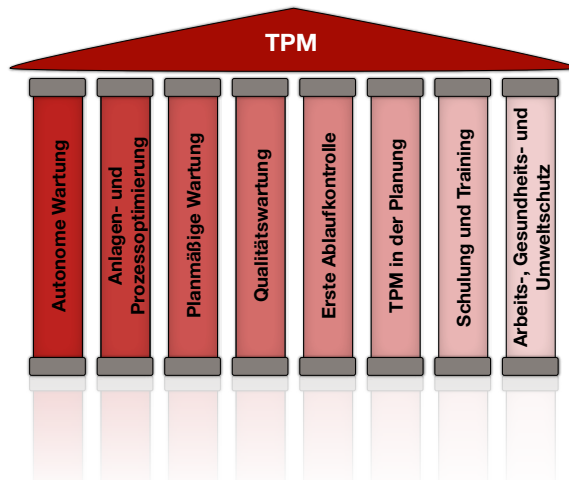 TPM
Autonome Wartung
Anlagen- und
Prozessoptimierung
Planmäßige Wartung
Qualitätswartung
Erste Ablaufkontrolle
TPM in der Planung
Schulung und Training
Arbeits-, Gesundheits- und
Umweltschutz